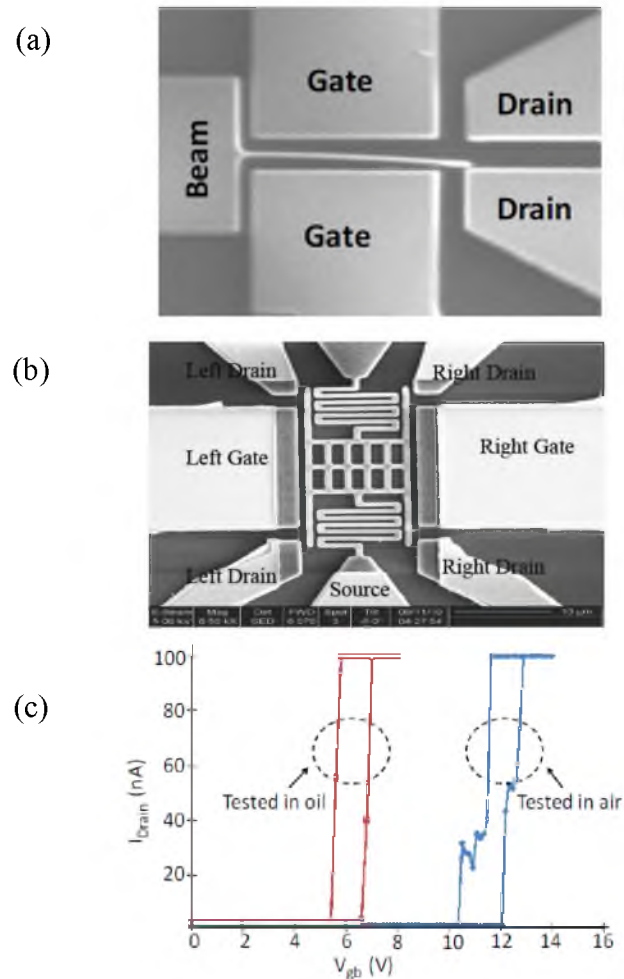 (a)
Gate
Drain
Beam
Gate
Drain
(b)
Left Drain
Right Drain
Left Gate
Right Gate
Left Drain
Source
Right Drain
(c)
100
80
60
40
20
Tested in oil
Tested in air
I_Drain (nA)
0 2 4 6 8 10 12 14 16
V_gb (V)